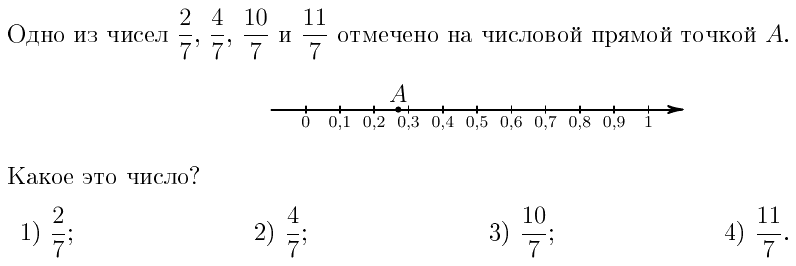 Одно из чисел 2/7, 4/7, 10/7 и 11/7 отмечено на числовой прямой точкой A.
A
0 0,1 0,2 0,3 0,4 0,5 0,6 0,7 0,8 0,9 1
Какое это число?
1) 2/7; 2) 4/7; 3) 10/7; 4) 11/7.